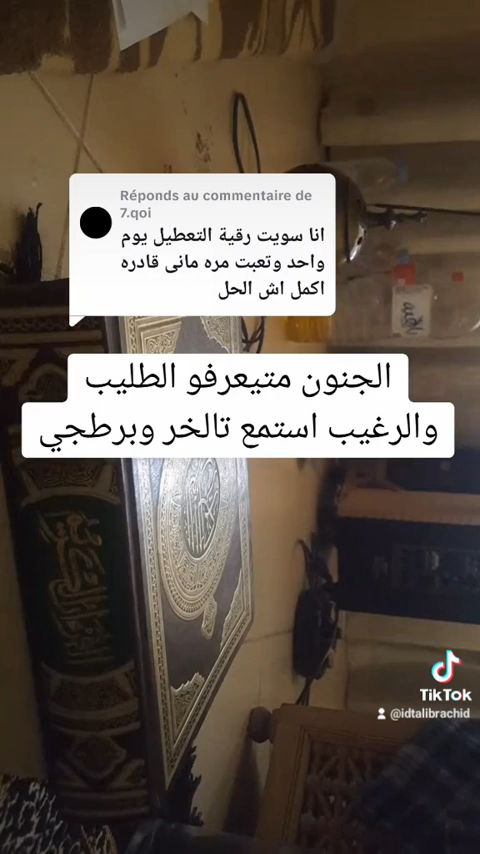 Réponds au commentaire de
7.qoi
انا سويت رقية التعطيل يوم
واحد وتعبت مره مانى قادره
اكمل اش الحل
الجنون متيعرفو الطليب
والرغيب استمع تالخر وبرطجي
TikTok
@idtalibrachid